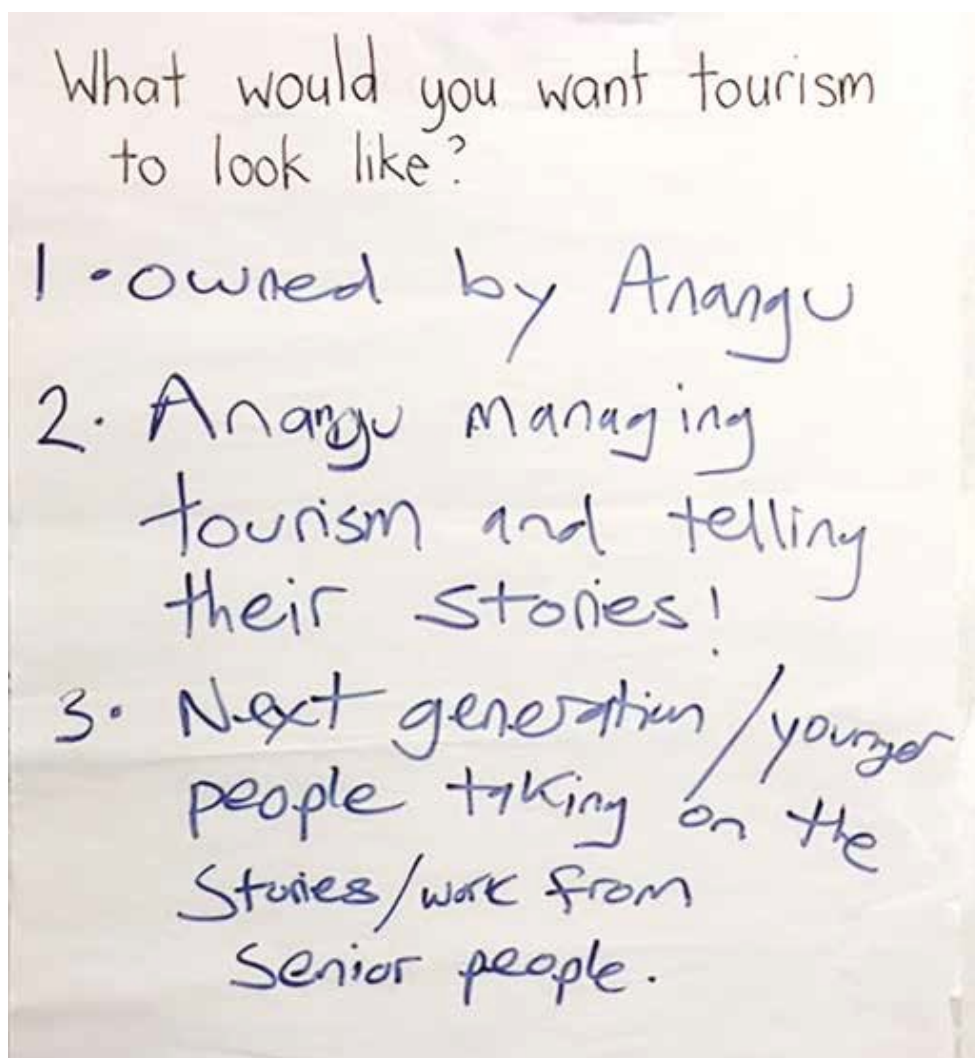 What would you want tourism
to look like?
1. owned by Anangu
2. Anangu managing
tourism and telling
their stories!
3. Next generation/younger
people taking on the
Stories/work from
Senior people.